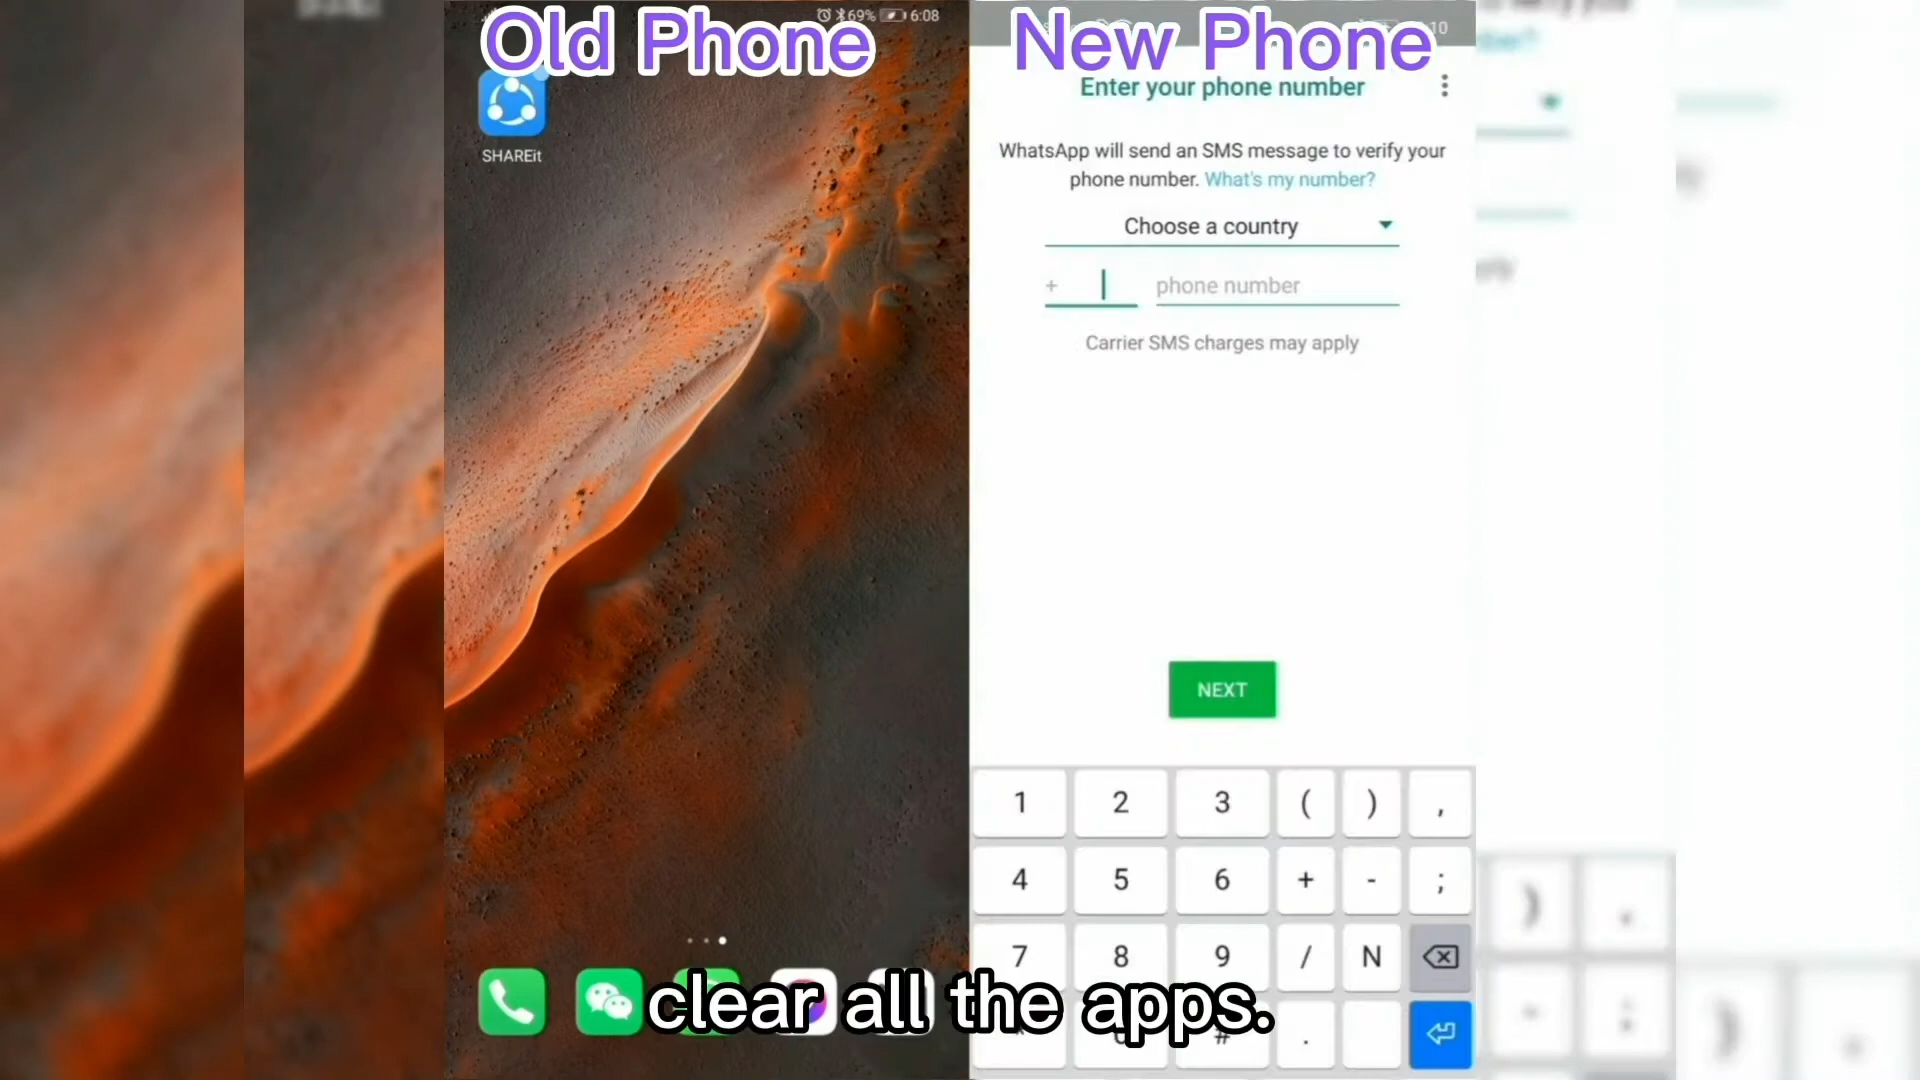 Old Phone
New Phone
69% 6:08
10
SHAREit
Enter your phone number
WhatsApp will send an SMS message to verify your
phone number. What's my number?
Choose a country
+ phone number
Carrier SMS charges may apply
NEXT
1 2 3 ( ) ,
4 5 6 + - ;
7 8 9 / N
# .
clear all the apps.